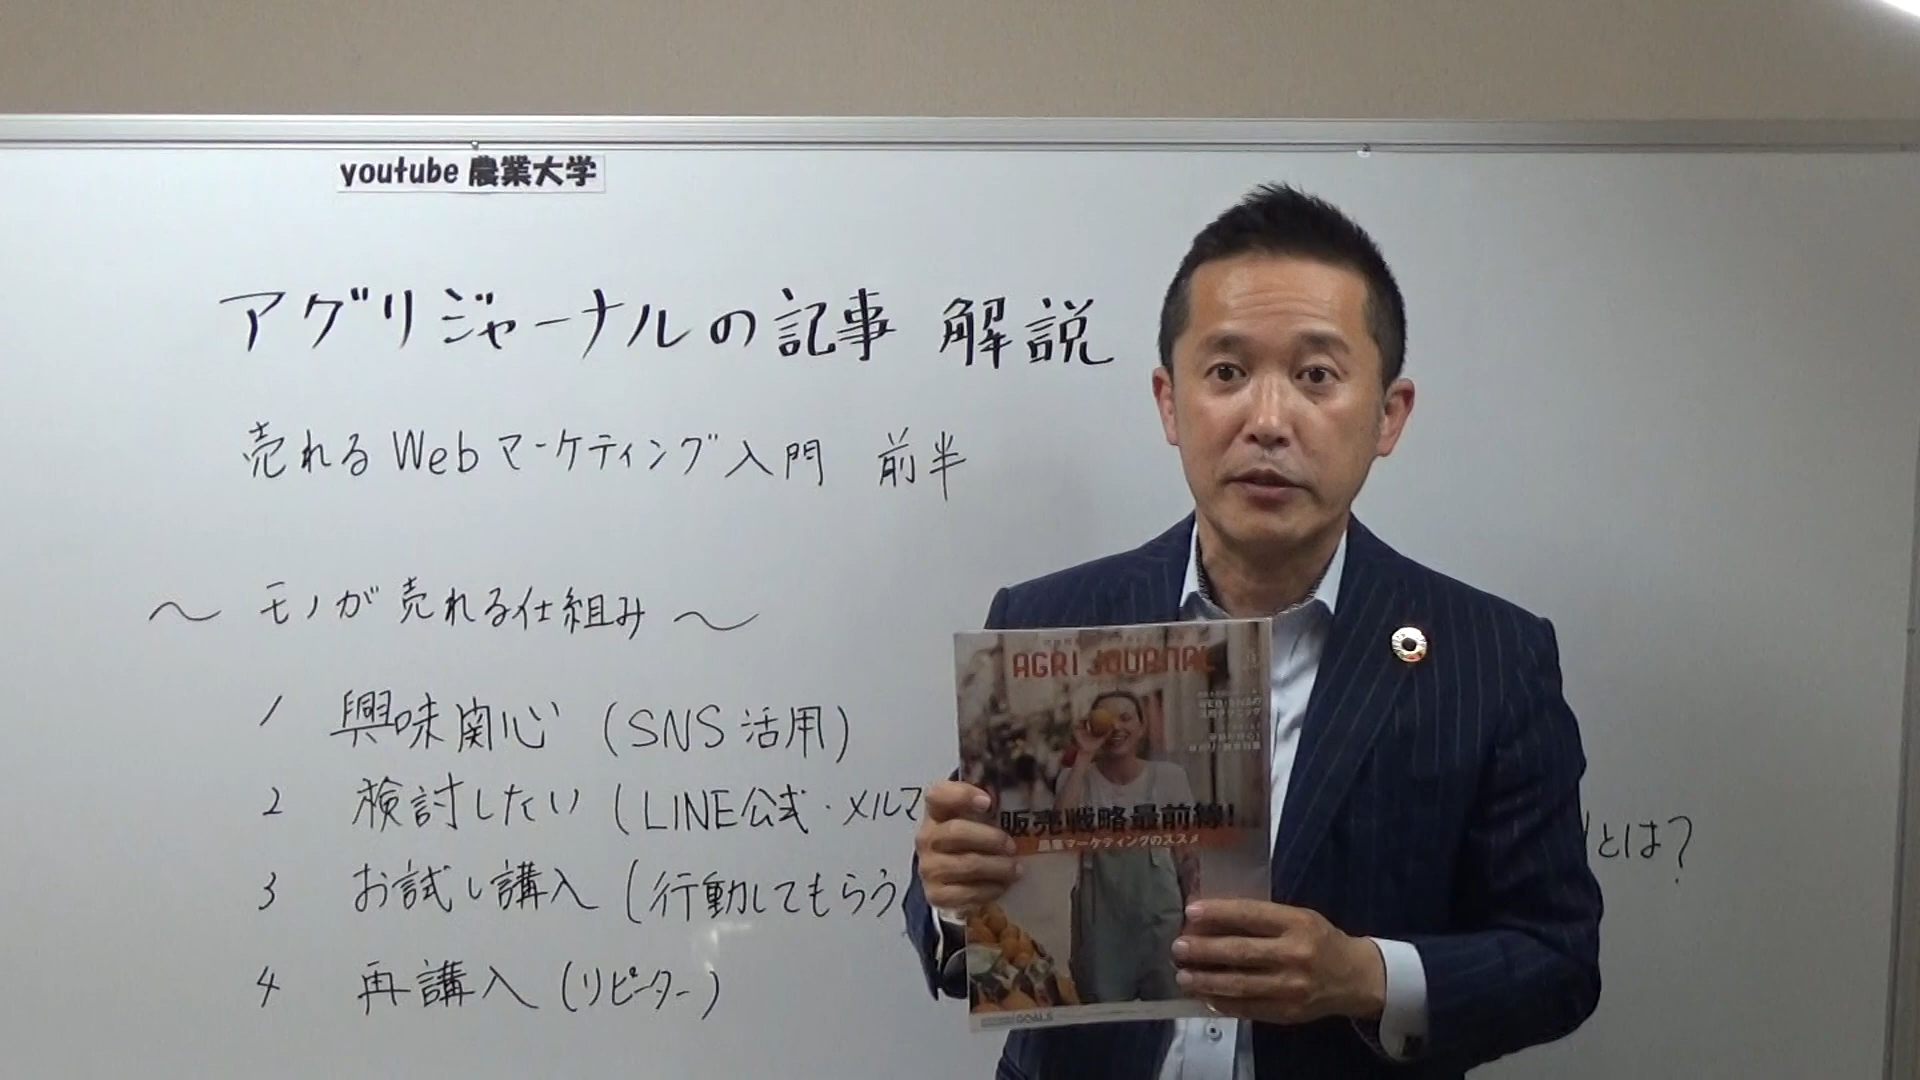 youtube 農業大学
アグリジャーナルの記事 解説
売れるWebマーケティング入門 前半
～ モノが売れる仕組み ～
1 興味関心 (SNS 活用)
2 検討したい (LINE公式・メルマ
3 お試し講入 (行動してもらう
4 再講入 (リピーター)
とは?
AGRI JOURNAL
販売戦略最前線!
農業マーケティングのススメ
GOALS